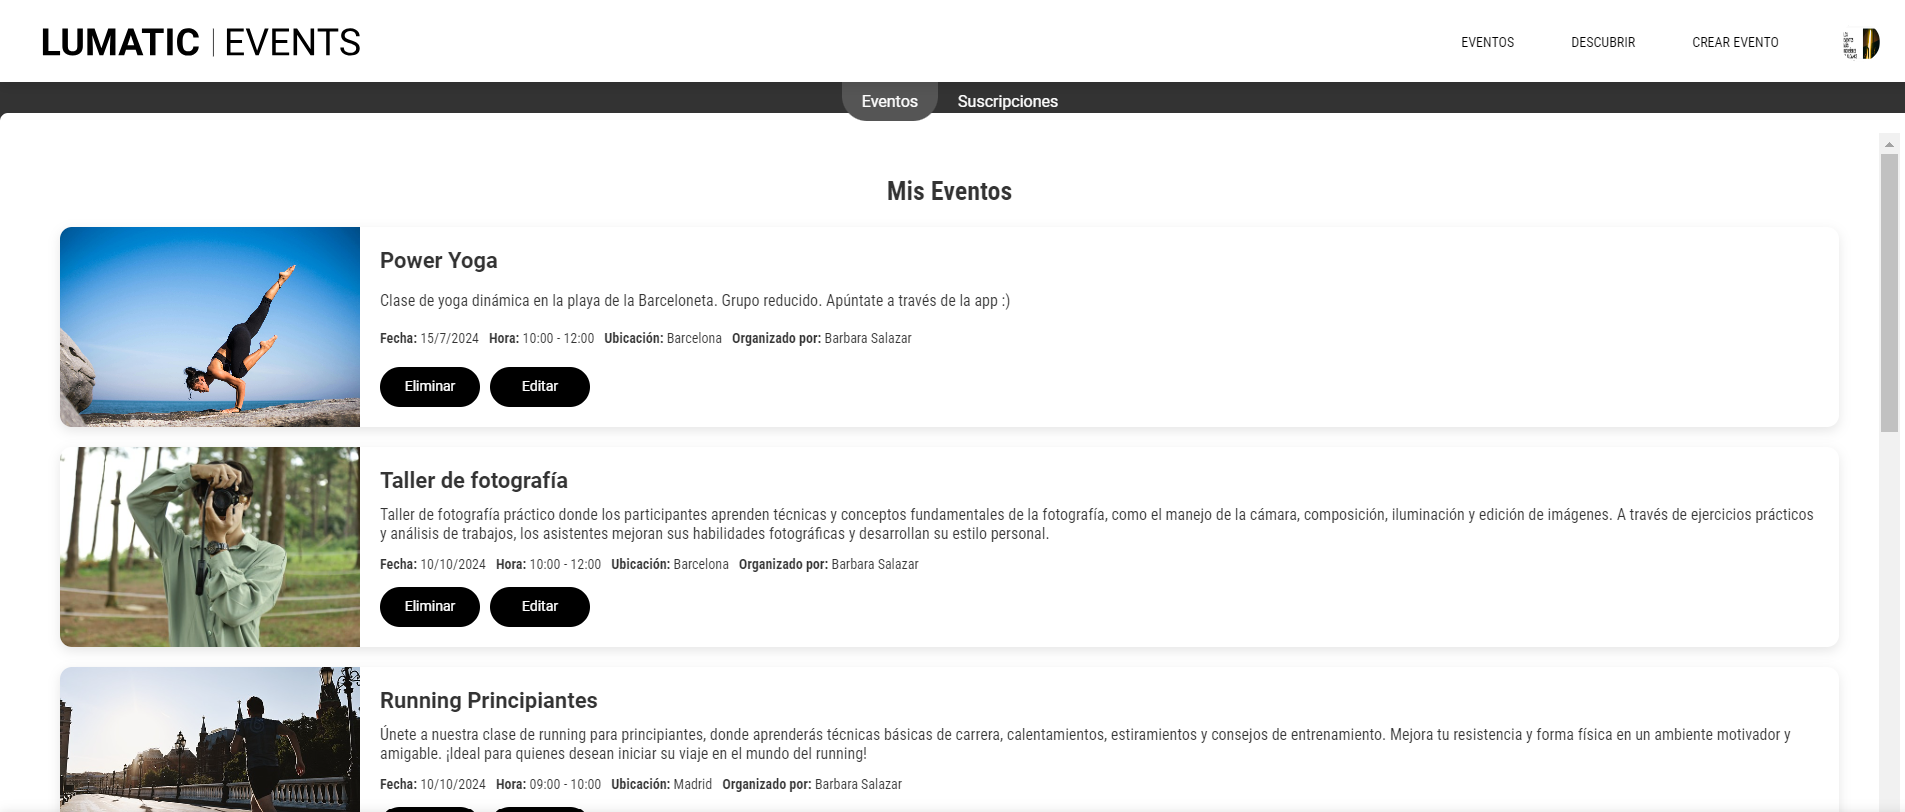 LUMATIC | EVENTS
EVENTOS
DESCUBRIR
CREAR EVENTO
Eventos
Suscripciones
Mis Eventos
Power Yoga
Clase de yoga dinámica en la playa de la Barceloneta. Grupo reducido. Apúntate a través de la app :)
Fecha: 15/7/2024 Hora: 10:00 - 12:00 Ubicación: Barcelona Organizado por: Barbara Salazar
Eliminar
Editar
Taller de fotografía
Taller de fotografía práctico donde los participantes aprenden técnicas y conceptos fundamentales de la fotografía, como el manejo de la cámara, composición, iluminación y edición de imágenes. A través de ejercicios prácticos
y análisis de trabajos, los asistentes mejoran sus habilidades fotográficas y desarrollan su estilo personal.
Fecha: 10/10/2024 Hora: 10:00 - 12:00 Ubicación: Barcelona Organizado por: Barbara Salazar
Eliminar
Editar
Running Principiantes
Únete a nuestra clase de running para principiantes, donde aprenderás técnicas básicas de carrera, calentamientos, estiramientos y consejos de entrenamiento. Mejora tu resistencia y forma física en un ambiente motivador y
amigable. ¡Ideal para quienes desean iniciar su viaje en el mundo del running!
Fecha: 10/10/2024 Hora: 09:00 - 10:00 Ubicación: Madrid Organizado por: Barbara Salazar